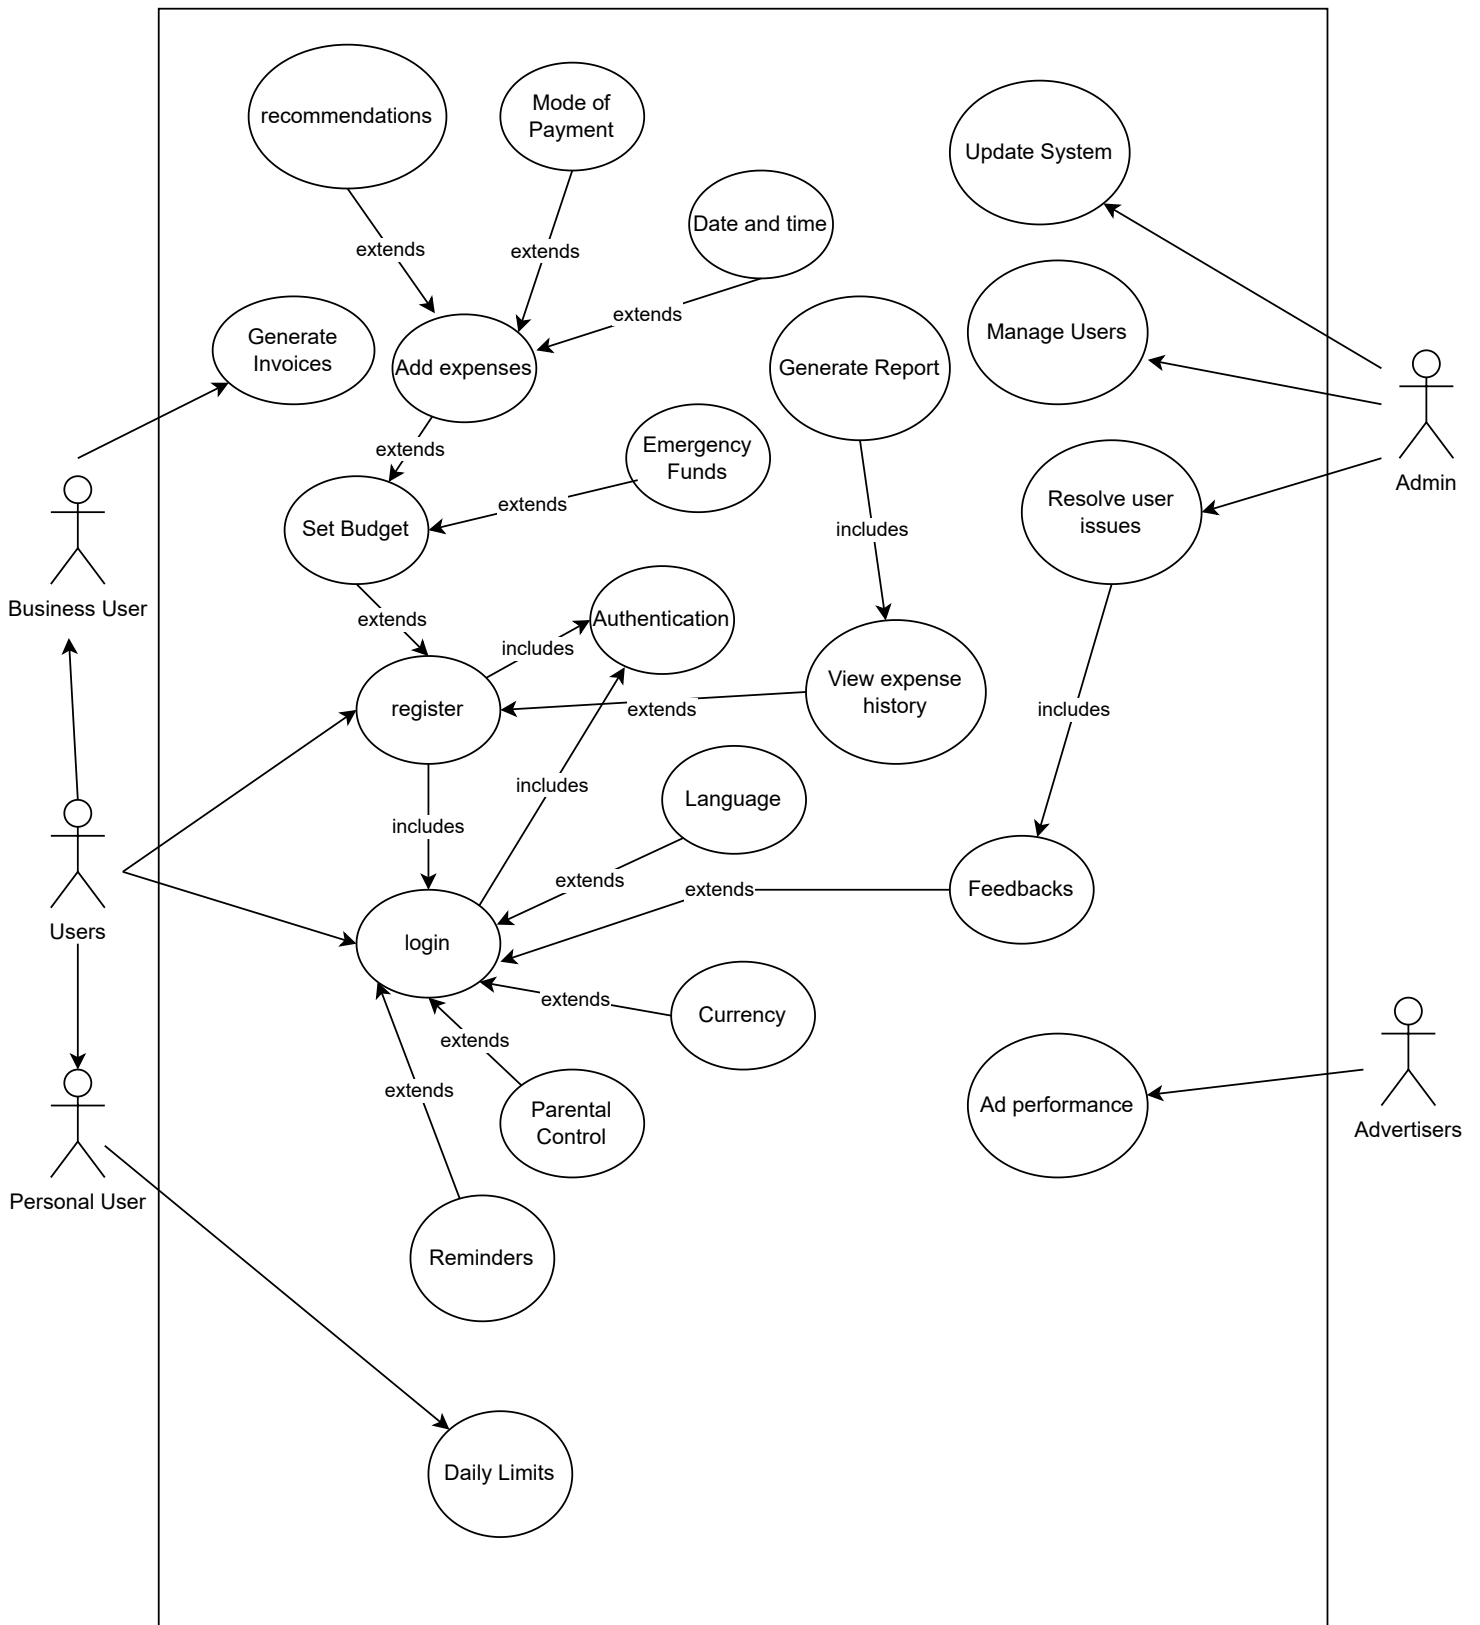 recommendations
Mode of
Payment
Update System
Date and time
extends
extends
extends
Generate
Invoices
Add expenses
Generate Report
Manage Users
extends
Emergency
Funds
extends
Set Budget
includes
Resolve user
issues
Admin
Business User
extends
Authentication
includes
register
extends
View expense
history
includes
includes
includes
Language
extends
extends
Feedbacks
Users
login
extends
Currency
extends
extends
Parental
Control
Ad performance
Advertisers
Personal User
Reminders
Daily Limits